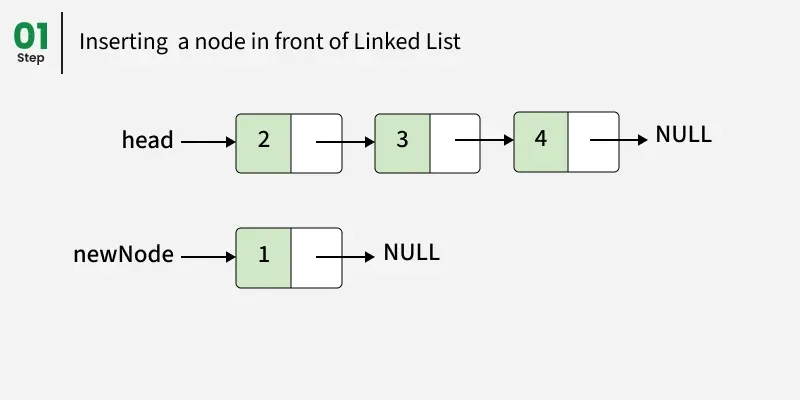 01
Step
Inserting a node in front of Linked List
head 2 3 4 NULL
newNode 1 NULL